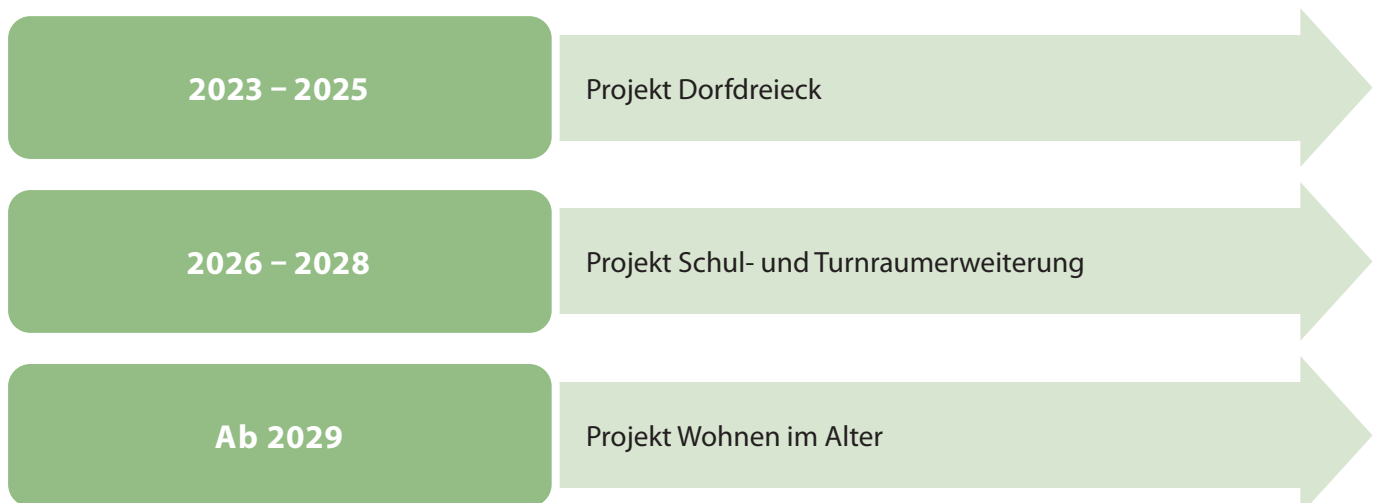 2023 – 2025
Projekt Dorfdreieck
2026 – 2028
Projekt Schul- und Turnraumerweiterung
Ab 2029
Projekt Wohnen im Alter